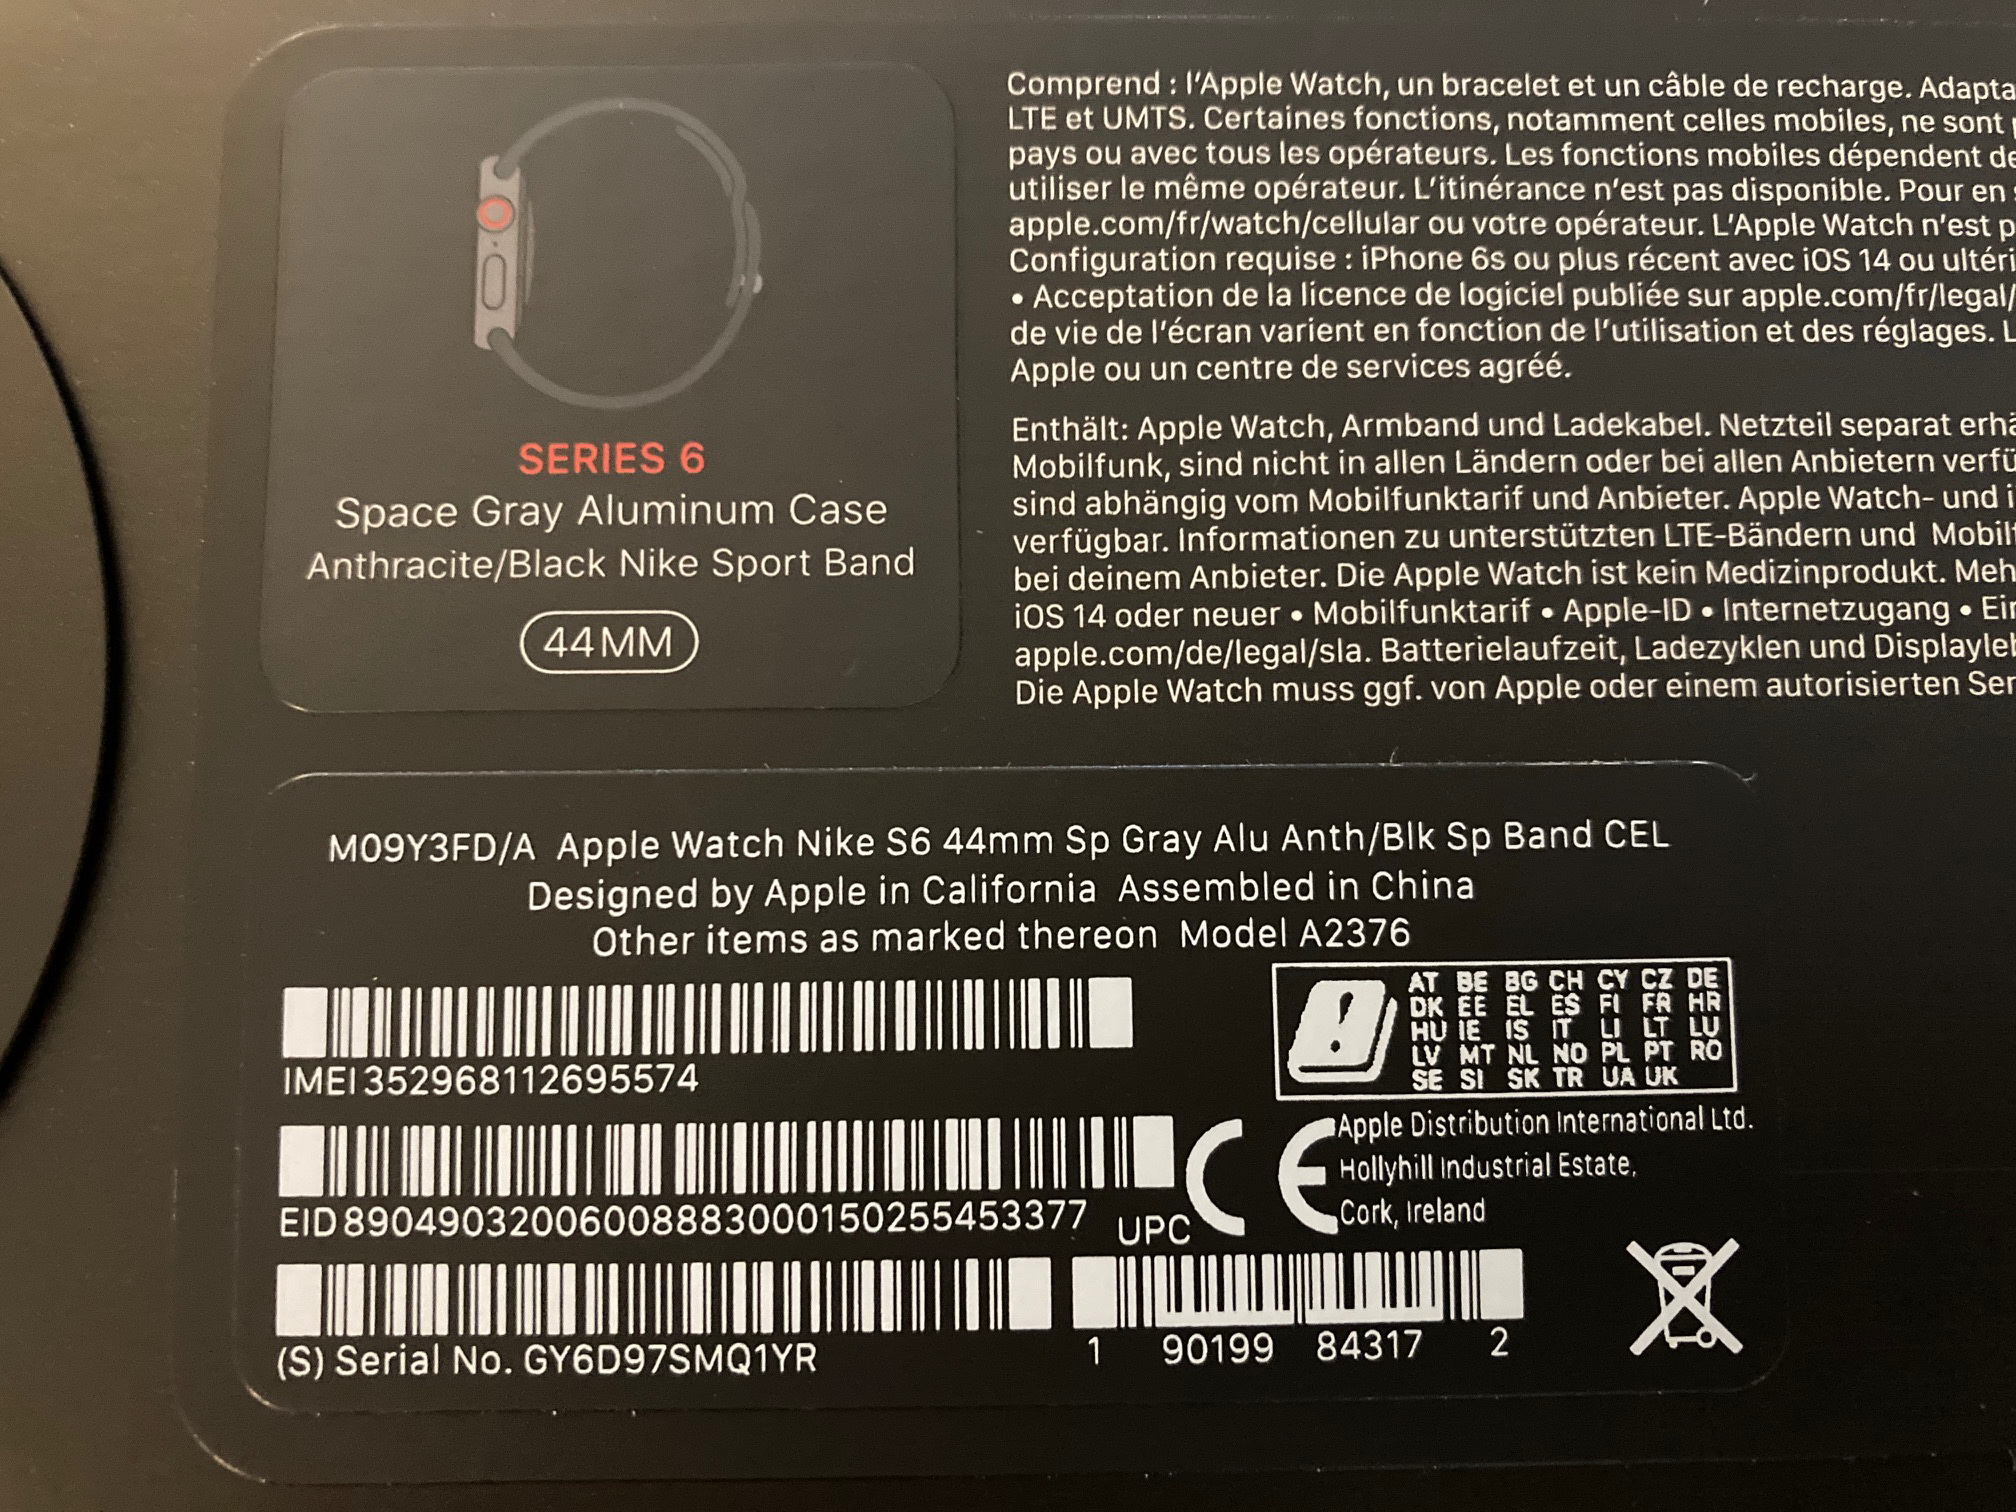 SERIES 6
Space Gray Aluminum Case
Anthracite/Black Nike Sport Band
44MM
Comprend : l'Apple Watch, un bracelet et un câble de recharge. Adapta
LTE et UMTS. Certaines fonctions, notamment celles mobiles, ne sont
pays ou avec tous les opérateurs. Les fonctions mobiles dépendent de
utiliser le même opérateur. L'itinérance n'est pas disponible. Pour en
apple.com/fr/watch/cellular ou votre opérateur. L'Apple Watch n'est p
Configuration requise : iPhone 6s ou plus récent avec iOS 14 ou ultéri
• Acceptation de la licence de logiciel publiée sur apple.com/fr/legal/
de vie de l'écran varient en fonction de l'utilisation et des réglages. L
Apple ou un centre de services agréé.
Enthält: Apple Watch, Armband und Ladekabel. Netzteil separat erhä
Mobilfunk, sind nicht in allen Ländern oder bei allen Anbietern verfü
sind abhängig vom Mobilfunktarif und Anbieter. Apple Watch- und i
verfügbar. Informationen zu unterstützten LTE-Bändern und Mobilf
bei deinem Anbieter. Die Apple Watch ist kein Medizinprodukt. Meh
iOS 14 oder neuer • Mobilfunktarif • Apple-ID • Internetzugang • Ein
apple.com/de/legal/sla. Batterielaufzeit, Ladezyklen und Displayleb
Die Apple Watch muss ggf. von Apple oder einem autorisierten Ser
M09Y3FD/A Apple Watch Nike S6 44mm Sp Gray Alu Anth/Blk Sp Band CEL
Designed by Apple in California Assembled in China
Other items as marked thereon Model A2376
IMEI 352968112695574
AT BE BG CH CY CZ DE
DK EE EL ES FI FR HR
HU IE IS IT LI LT LU
LV MT NL NO PL PT RO
SE SI SK TR UA UK
EID 89049032006008883000150255453377
CE
Apple Distribution International Ltd.
Hollyhill Industrial Estate,
Cork, Ireland
UPC
(S) Serial No. GY6D97SMQ1YR
1 90199 84317 2